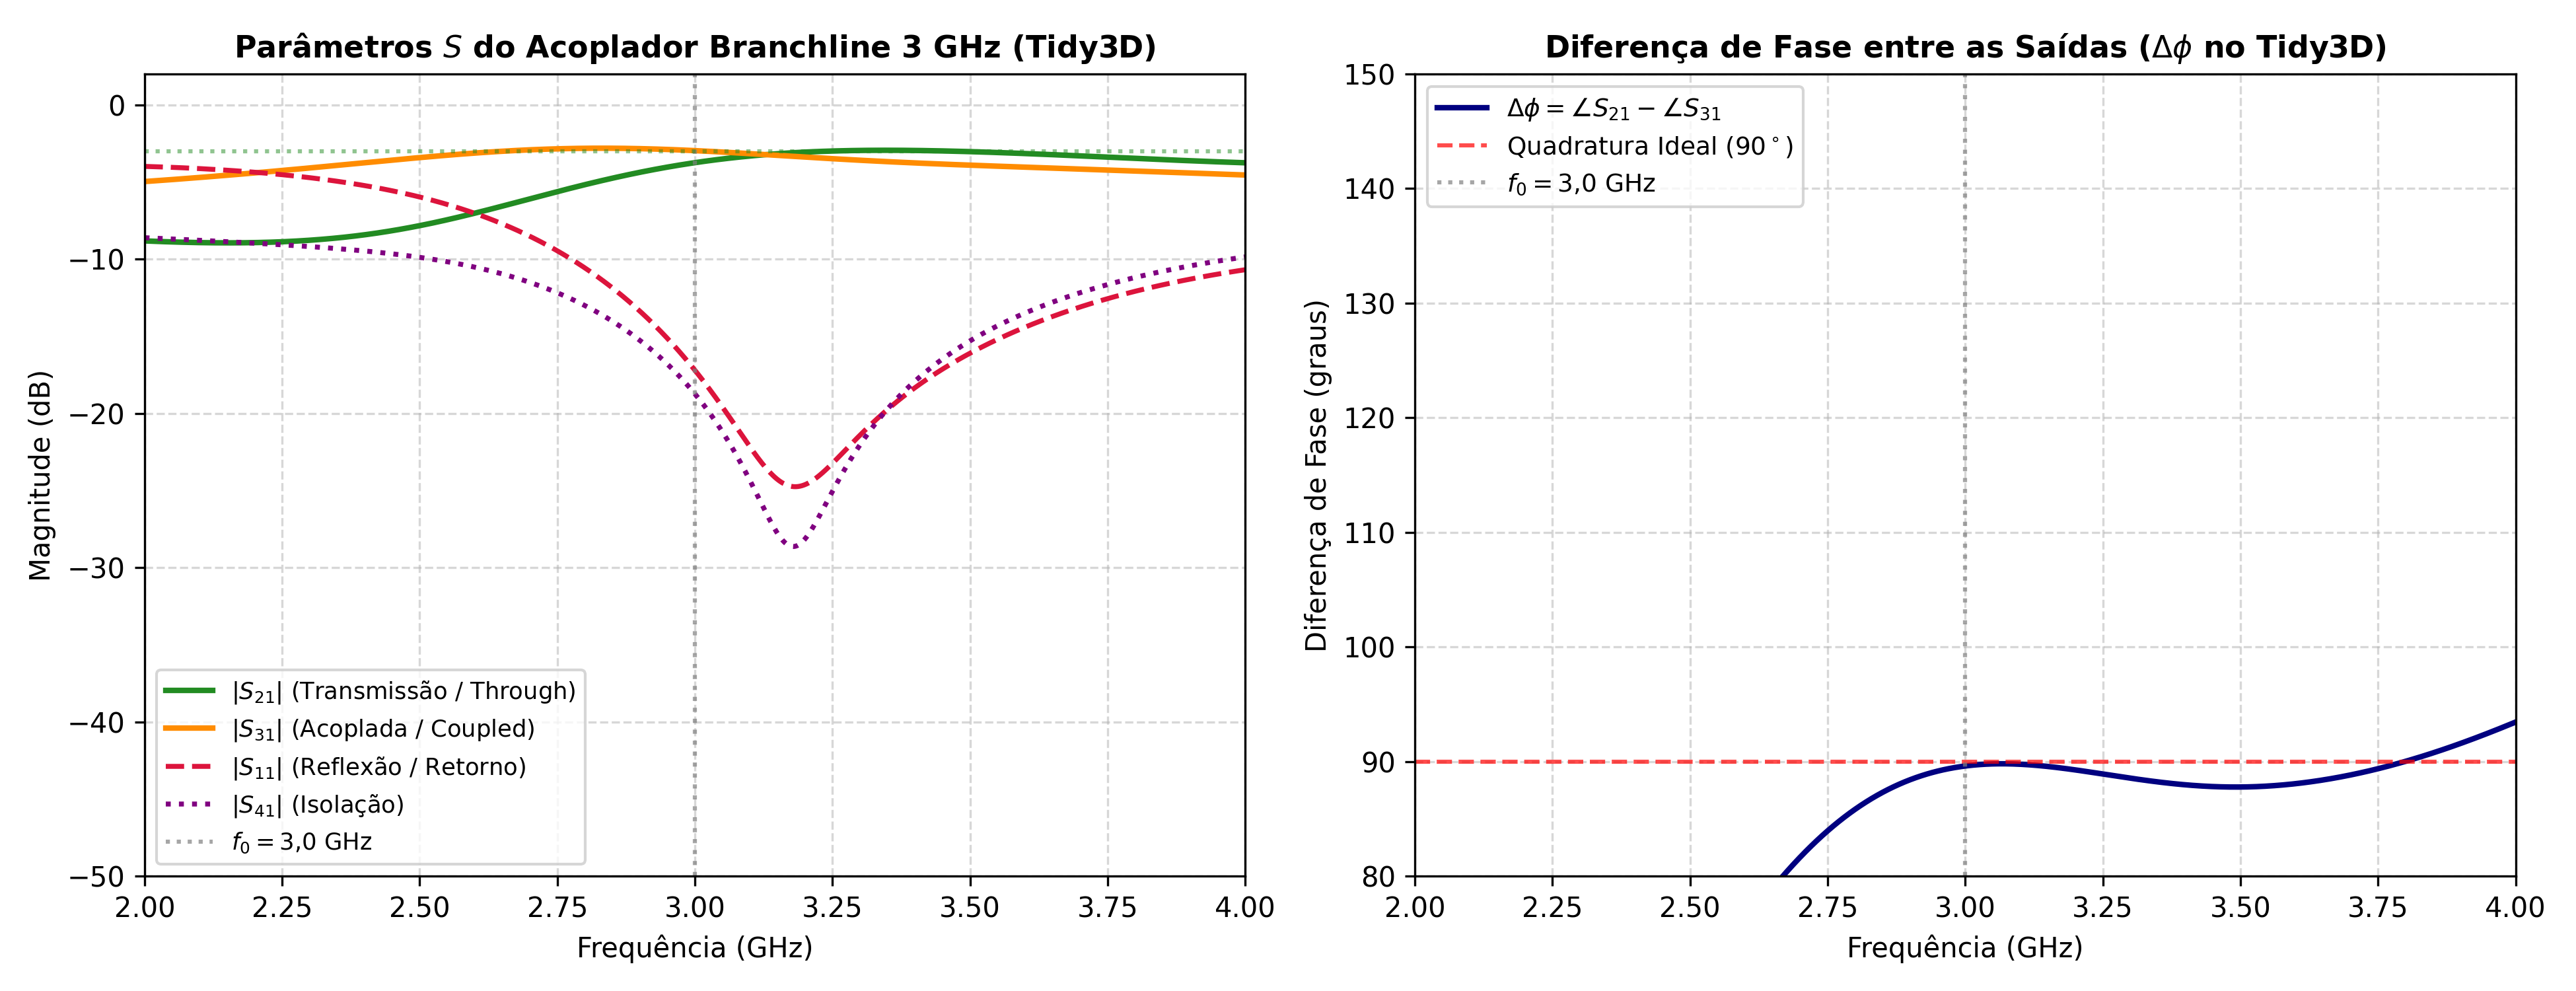 Parâmetros S do Acoplador Branchline 3 GHz (Tidy3D)
0
−10
−20
−30
−40
−50
Magnitude (dB)
|S21| (Transmissão / Through)
|S31| (Acoplada / Coupled)
|S11| (Reflexão / Retorno)
|S41| (Isolação)
f0 = 3,0 GHz
2.00 2.25 2.50 2.75 3.00 3.25 3.50 3.75 4.00
Frequência (GHz)
Diferença de Fase entre as Saídas (Δϕ no Tidy3D)
150
140
130
120
110
100
90
80
Diferença de Fase (graus)
Δϕ = ∠S21 − ∠S31
Quadratura Ideal (90°)
f0 = 3,0 GHz
2.00 2.25 2.50 2.75 3.00 3.25 3.50 3.75 4.00
Frequência (GHz)